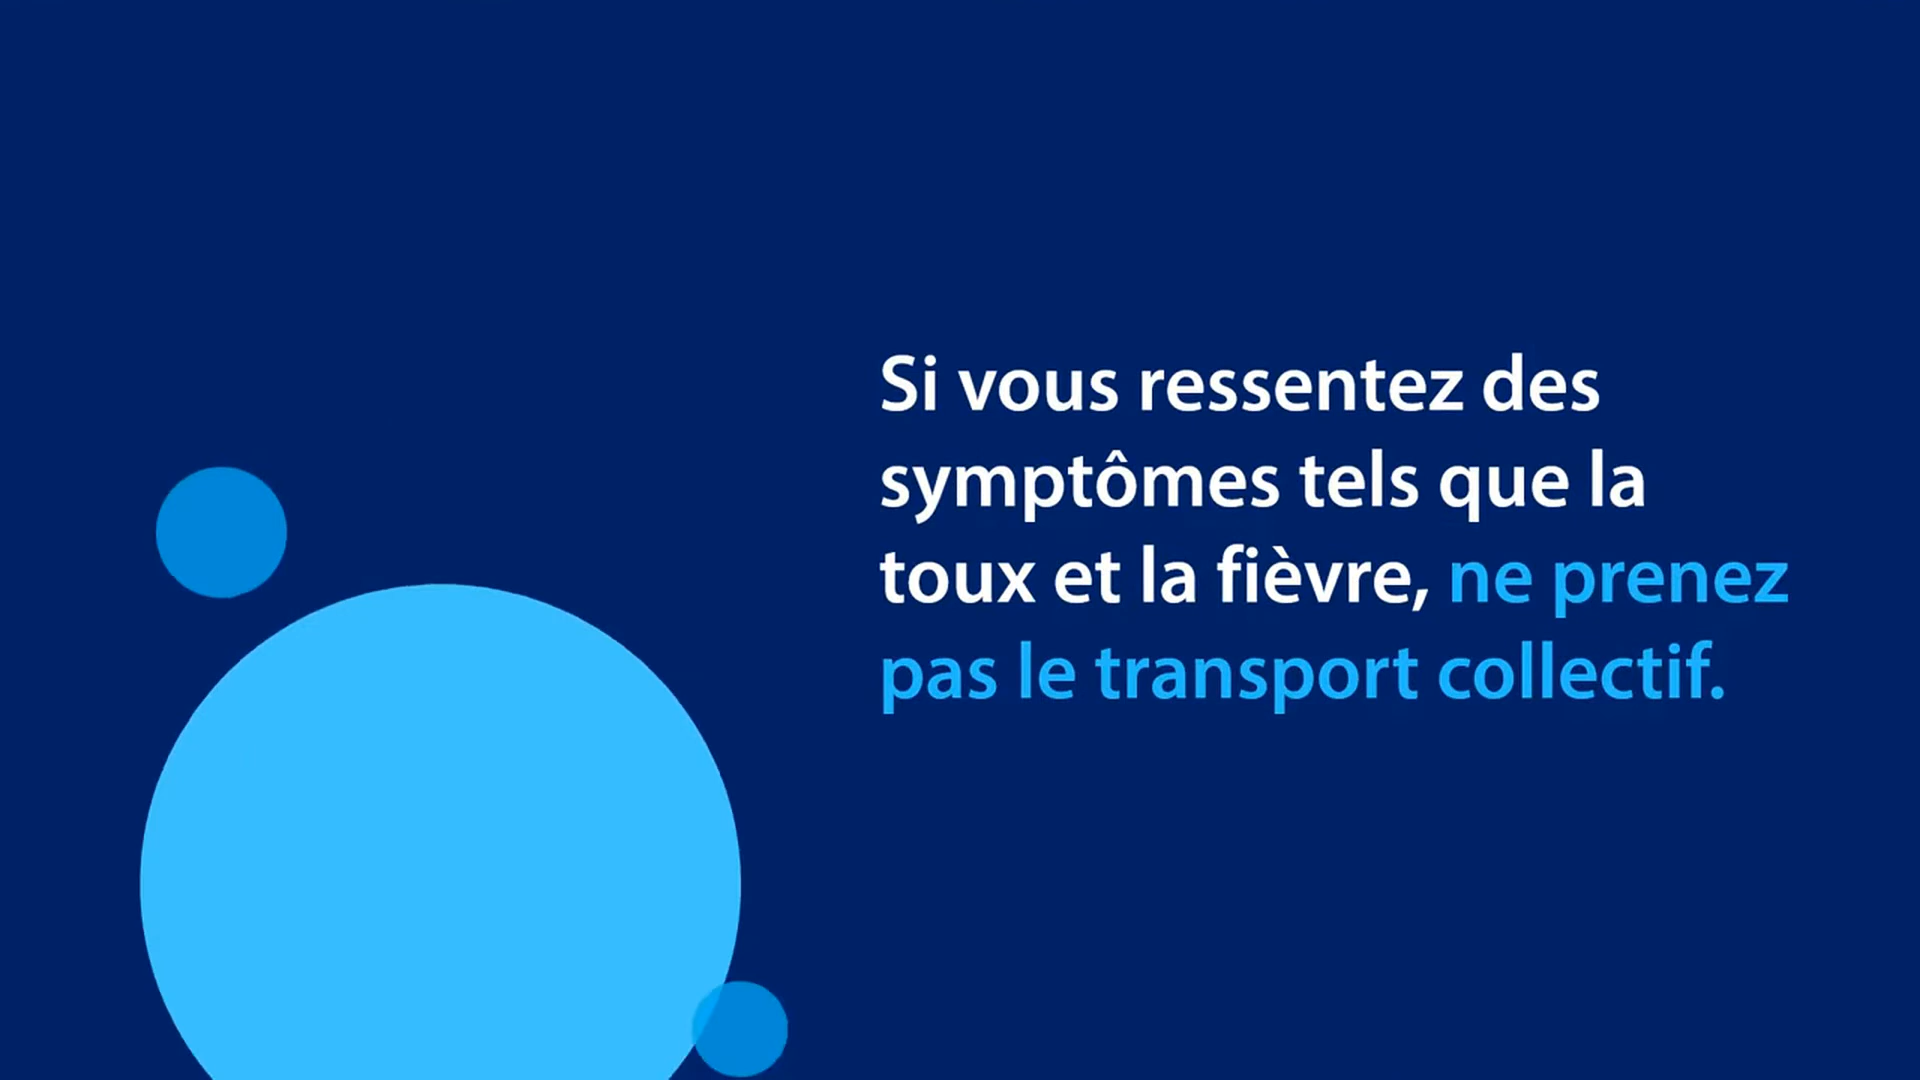 Si vous ressentez des
symptômes tels que la
toux et la fièvre, ne prenez
pas le transport collectif.